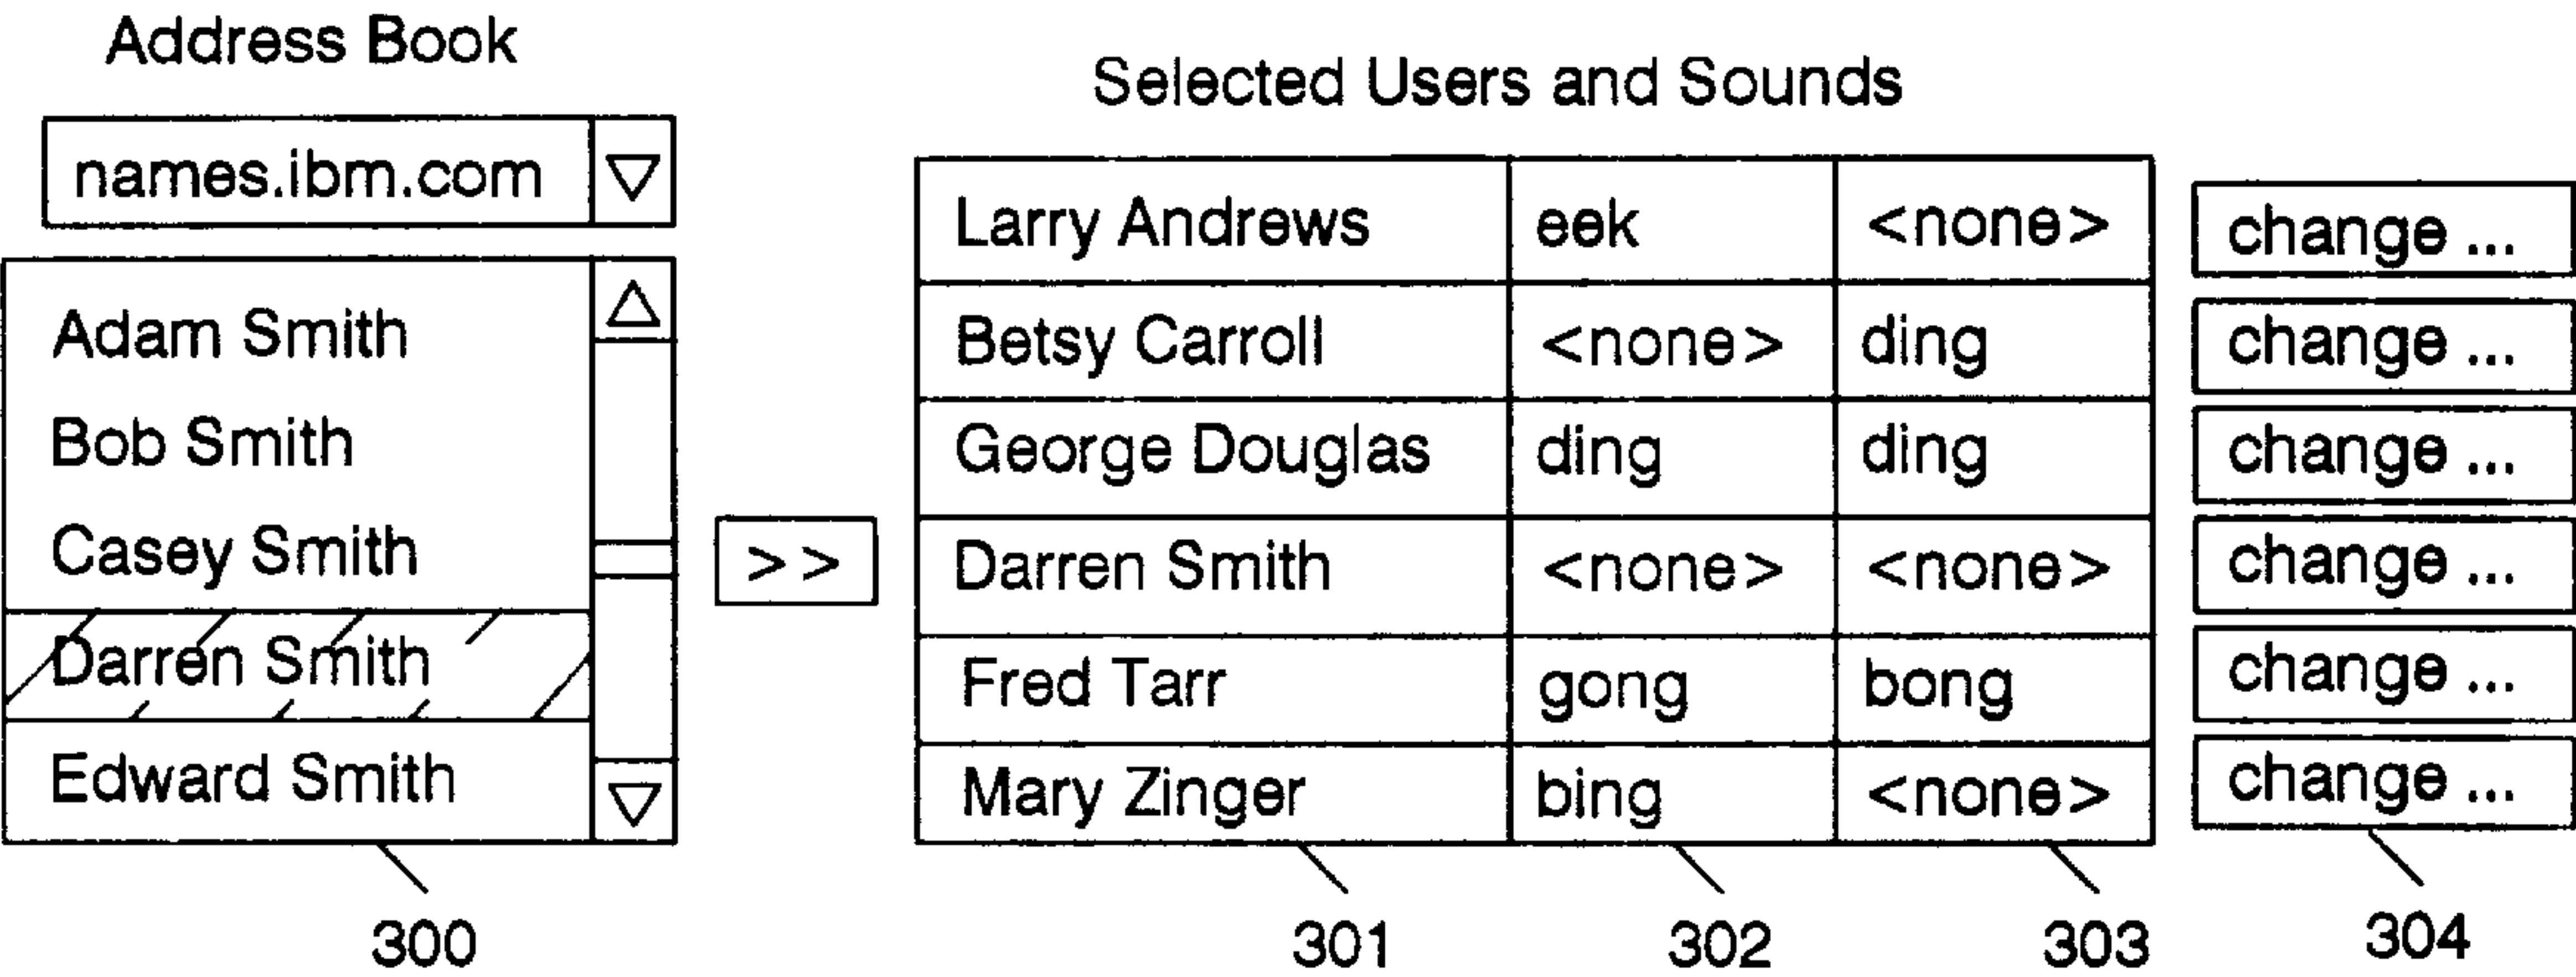 Address Book
names.ibm.com
Adam Smith
Bob Smith
Casey Smith
Darren Smith
Edward Smith
300
>>
Selected Users and Sounds
Larry Andrews eek <none> change ...
Betsy Carroll <none> ding change ...
George Douglas ding ding change ...
Darren Smith <none> <none> change ...
Fred Tarr gong bong change ...
Mary Zinger bing <none> change ...
301 302 303 304